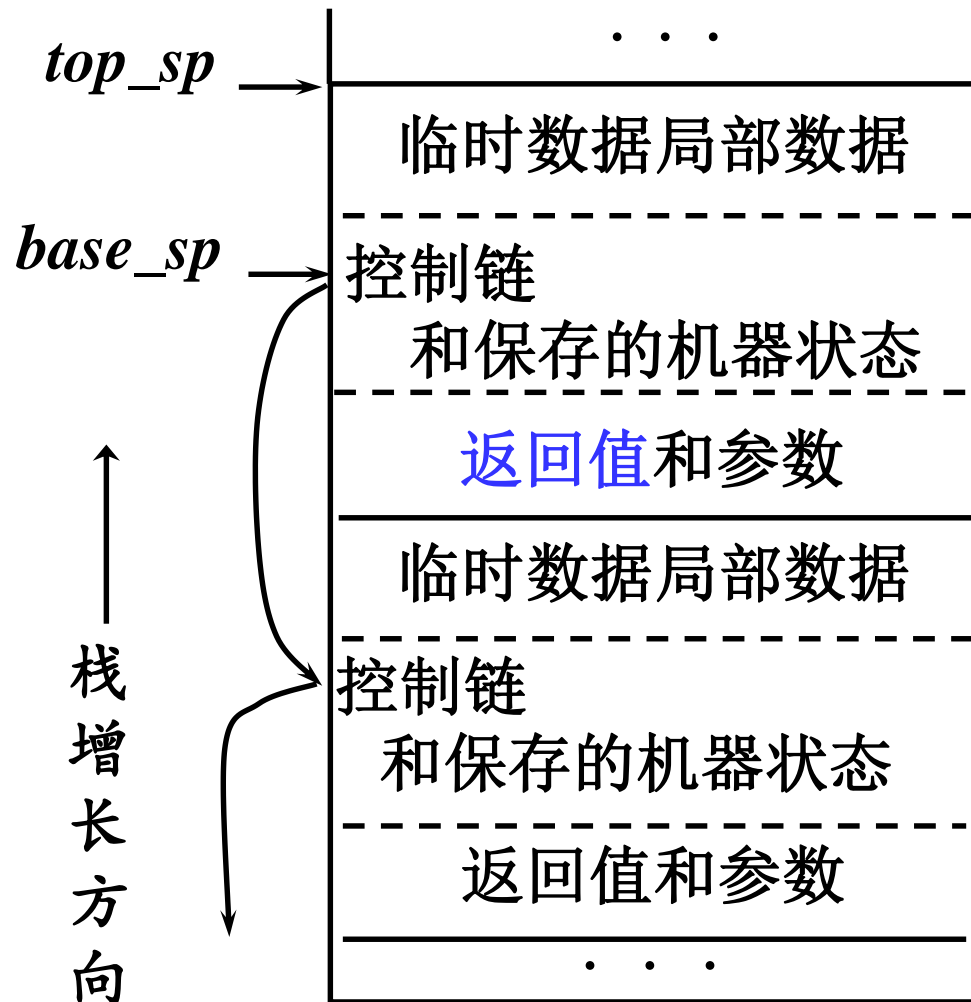 . . .
top_sp
临时数据局部数据
base_sp
控制链
和保存的机器状态
返回值和参数
临时数据局部数据
控制链
和保存的机器状态
返回值和参数
. . .
栈
增
长
方
向